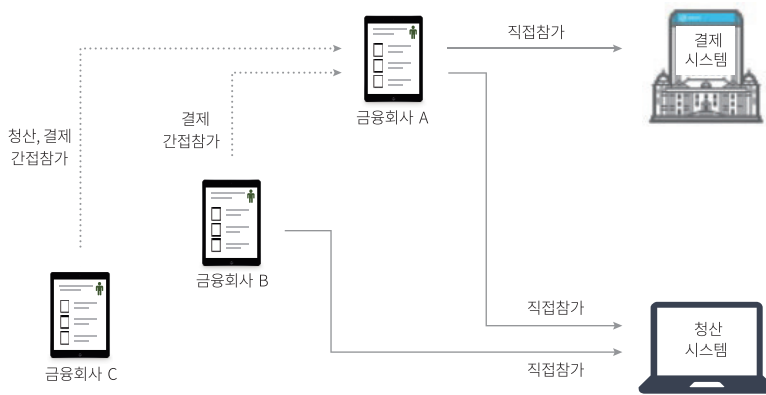 직접참가
결제
시스템
금융회사 A
청산, 결제
간접참가
결제
간접참가
금융회사 B
직접참가
청산
시스템
직접참가
금융회사 C